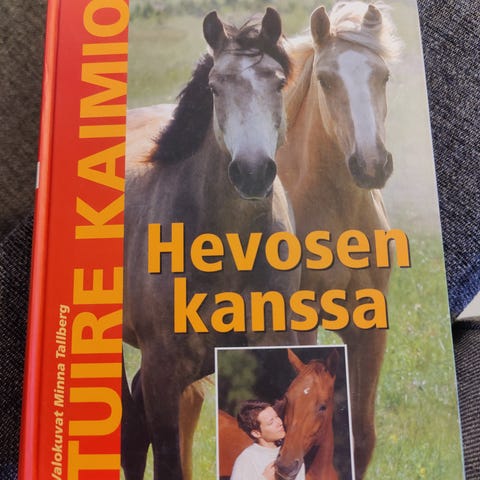 TUIRE KAIMIO
Valokuvat Minna Tallberg
Hevosen
kanssa